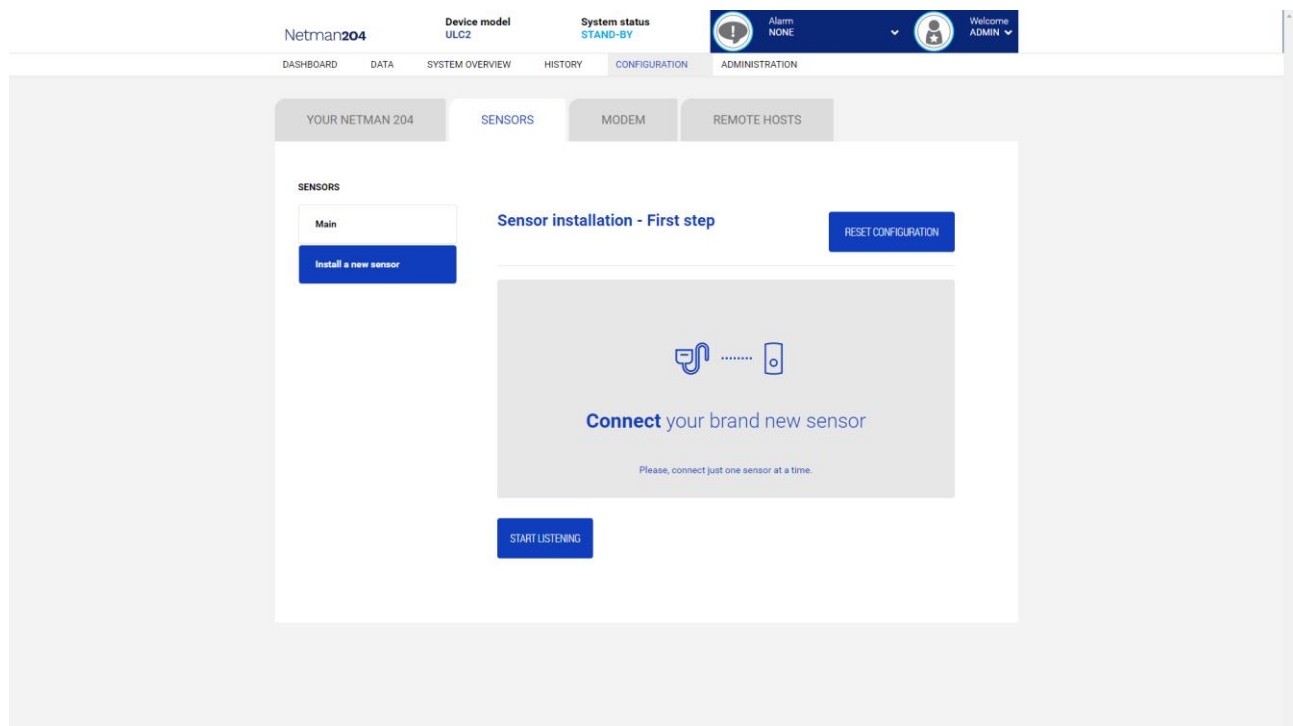 Netman204
Device model
ULC2
System status
STAND-BY
Alarm
NONE
Welcome
ADMIN
DASHBOARD DATA SYSTEM OVERVIEW HISTORY CONFIGURATION ADMINISTRATION
YOUR NETMAN 204 SENSORS MODEM REMOTE HOSTS
SENSORS
Main
Install a new sensor
Sensor installation - First step
RESET CONFIGURATION
Connect your brand new sensor
Please, connect just one sensor at a time.
START LISTENING